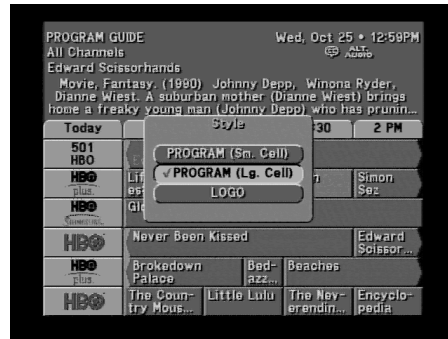 PROGRAM GUIDE Wed, Oct 25 • 12:59PM
All Channels ALT. AUDIO
Edward Scissorhands
Movie, Fantasy. (1990) Johnny Depp, Winona Ryder,
Dianne Wiest. A suburban mother (Dianne Wiest) brings
home a freaky young man (Johnny Depp) who has prunin...
Today :30 2 PM
Style
PROGRAM (Sm. Cell)
✓PROGRAM (Lg. Cell)
LOGO
501
HBO
HBO
plus.
Simon
Sez
HBO
HBO
Never Been Kissed
Edward
Scissor...
HBO
plus.
Brokedown
Palace
Bed-
azz...
Beaches
HBO
The Coun-
try Mous...
Little Lulu
The Nev-
erendin...
Encyclo-
pedia